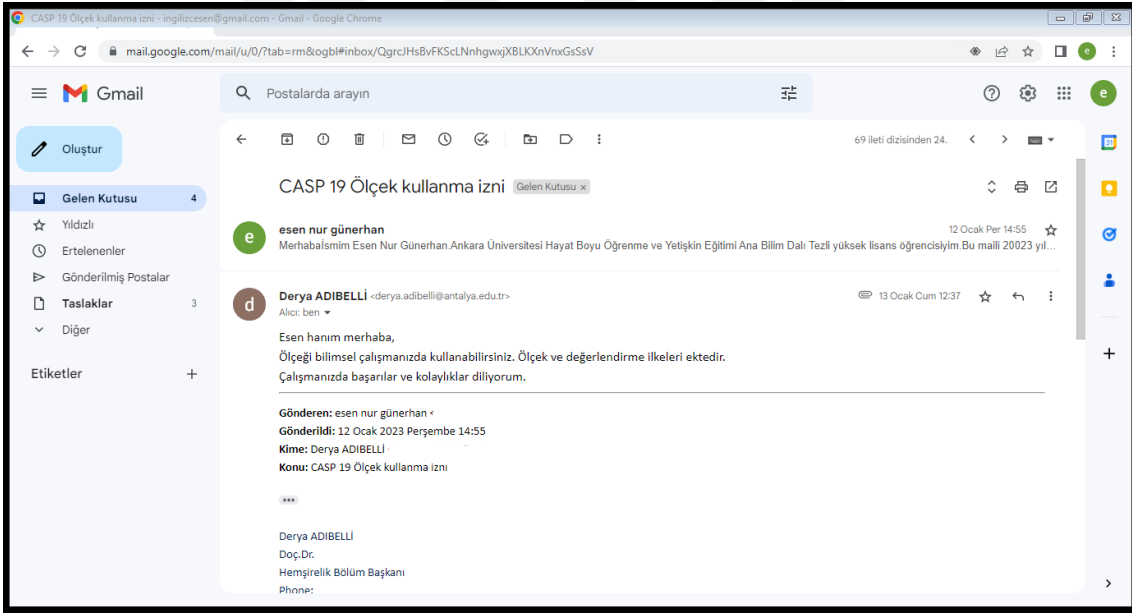 CASP 19 Ölçek kullanma izni - ingilizcesen@gmail.com - Gmail - Google Chrome
mail.google.com/mail/u/0/?tab=rm&ogbl#inbox/QgrcJHsBvFKScLNnhgwxjXBLKXnVnxGsSsV
e
Gmail
Postalarda arayın
e
Oluştur
69 ileti dizisinden 24.
31
CASP 19 Ölçek kullanma izni Gelen Kutusu ×
Gelen Kutusu 4
Yıldızlı
Ertelenenler
Gönderilmiş Postalar
Taslaklar 3
Diğer
Etiketler +
e
esen nur günerhan 12 Ocak Per 14:55
Merhabaİsmim Esen Nur Günerhan.Ankara Üniversitesi Hayat Boyu Öğrenme ve Yetişkin Eğitimi Ana Bilim Dalı Tezli yüksek lisans öğrencisiyim.Bu maili 20023 yıl...
d
Derya ADIBELLİ <derya.adibelli@antalya.edu.tr> 13 Ocak Cum 12:37
Alıcı: ben
Esen hanım merhaba,
Ölçeği bilimsel çalışmanızda kullanabilirsiniz. Ölçek ve değerlendirme ilkeleri ektedir.
Çalışmanızda başarılar ve kolaylıklar diliyorum.
Gönderen: esen nur günerhan <
Gönderildi: 12 Ocak 2023 Perşembe 14:55
Kime: Derya ADIBELLİ
Konu: CASP 19 Ölçek kullanma izni
...
Derya ADIBELLİ
Doç.Dr.
Hemşirelik Bölüm Başkanı
Phone: